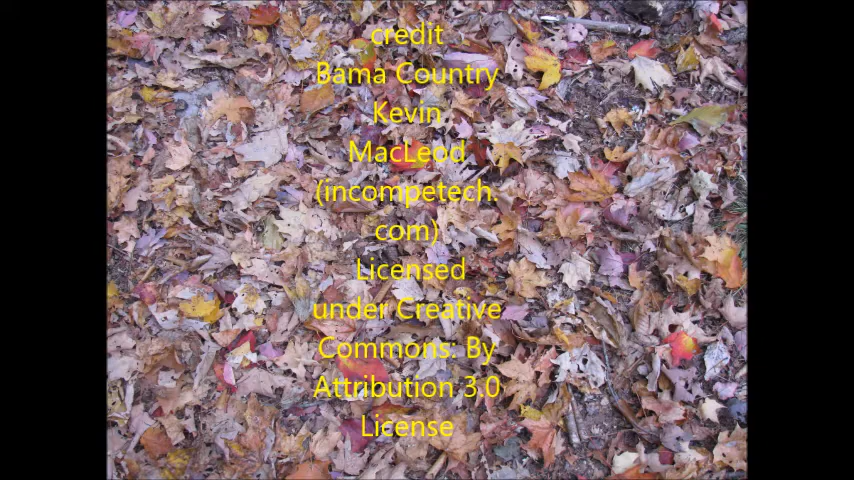 credit
Bama Country
Kevin
MacLeod
(incompetech.
com)
Licensed
under Creative
Commons: By
Attribution 3.0
License